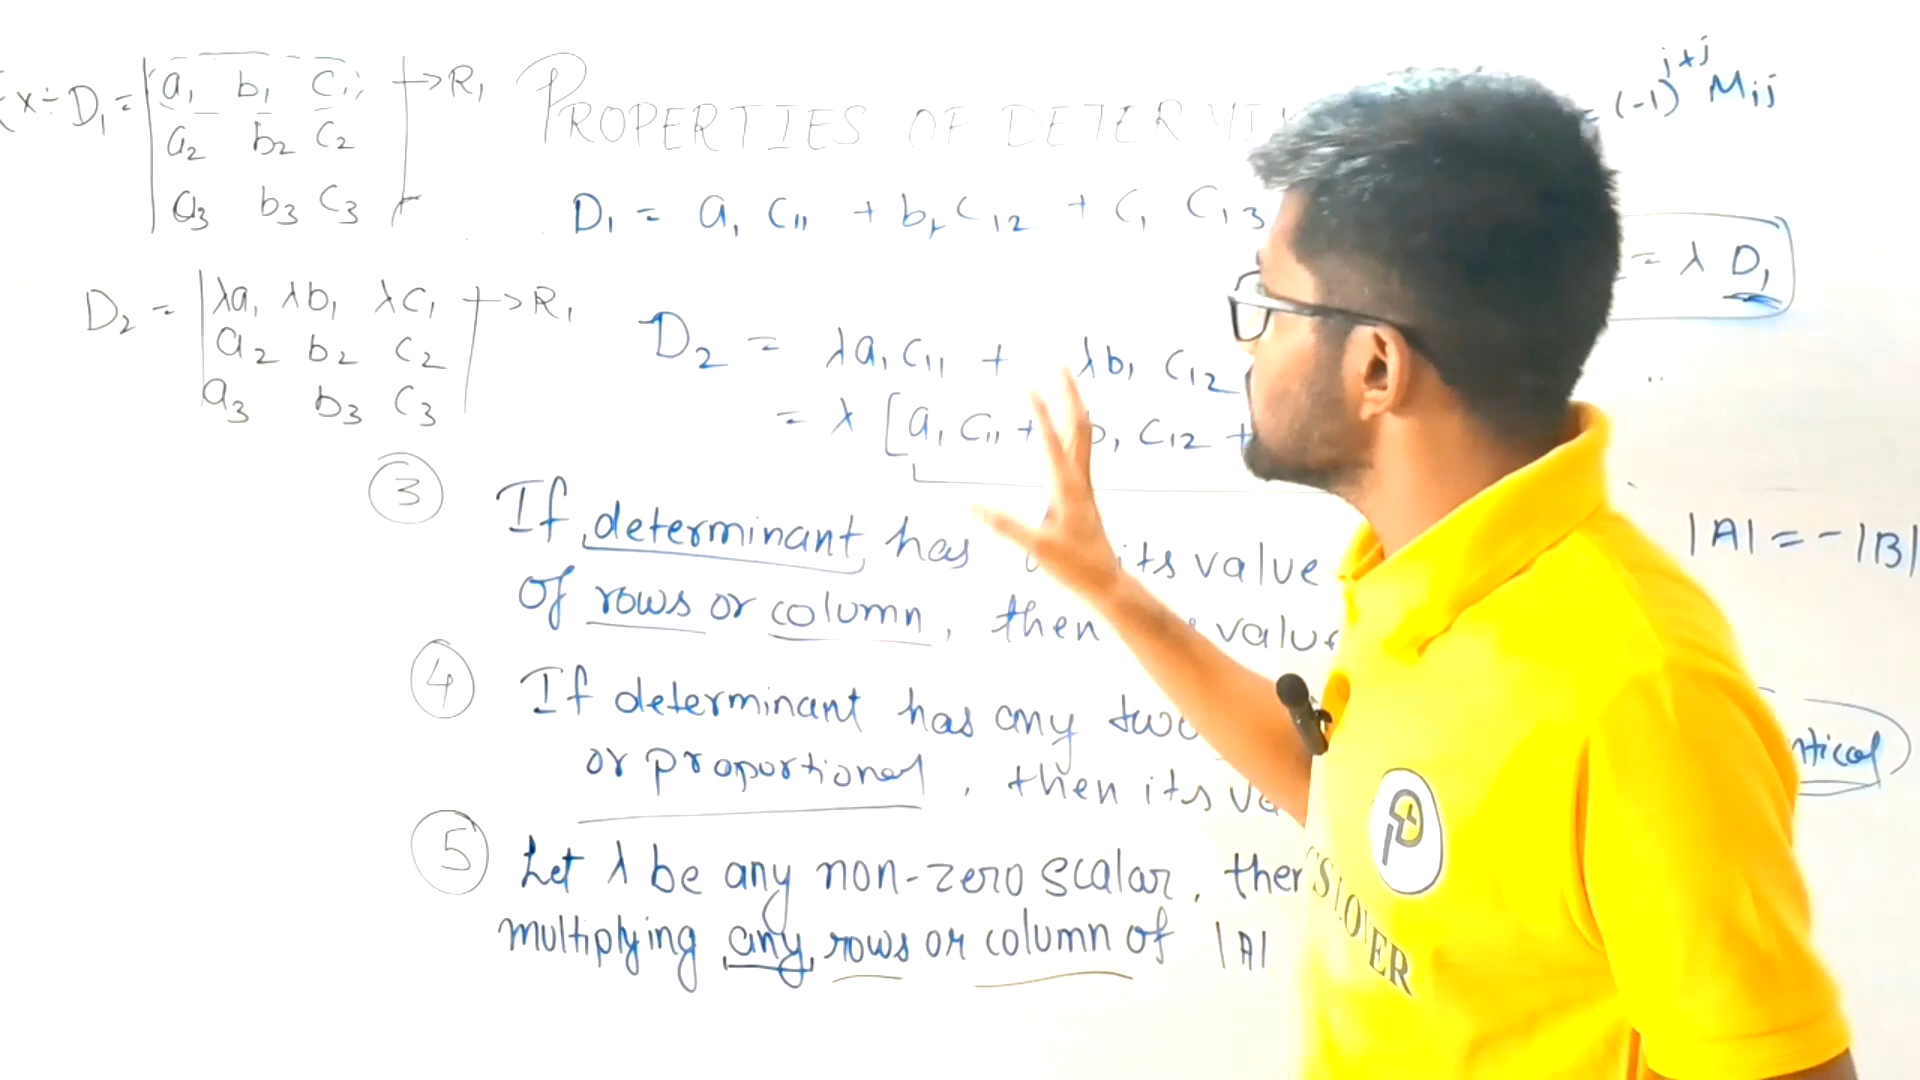 Ex ÷ D₁ = | a₁ b₁ c₁ | → R₁
a₂ b₂ c₂
a₃ b₃ c₃
PROPERTIES OF DETERMIN
= (-1)^{j+j} Mij
D₁ = a₁ C₁₁ + b₁ C₁₂ + C₁ C₁₃
= λ D₁
D₂ = | λa₁ λb₁ λc₁ | → R₁
a₂ b₂ c₂
a₃ b₃ c₃
D₂ = λa₁ C₁₁ + λb₁ C₁₂
= λ [a₁ C₁₁ + b₁ C₁₂ +
③ If determinant has its value
of rows or column, then value
|A| = -|B|
④ If determinant has any two
or proportional, then its
⑤ Let λ be any non-zero scalar, then
multiplying any rows or column of |A|